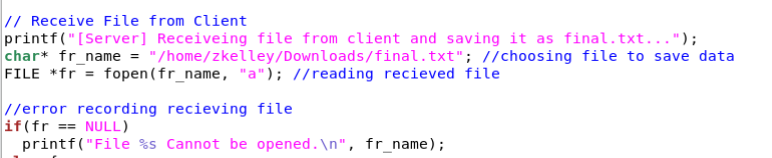 // Receive File from Client
printf("[Server] Receiveing file from client and saving it as final.txt...");
char* fr_name = "/home/zkelley/Downloads/final.txt"; //choosing file to save data
FILE *fr = fopen(fr_name, "a"); //reading recieved file
//error recording recieving file
if(fr == NULL)
printf("File %s Cannot be opened.\n", fr_name);